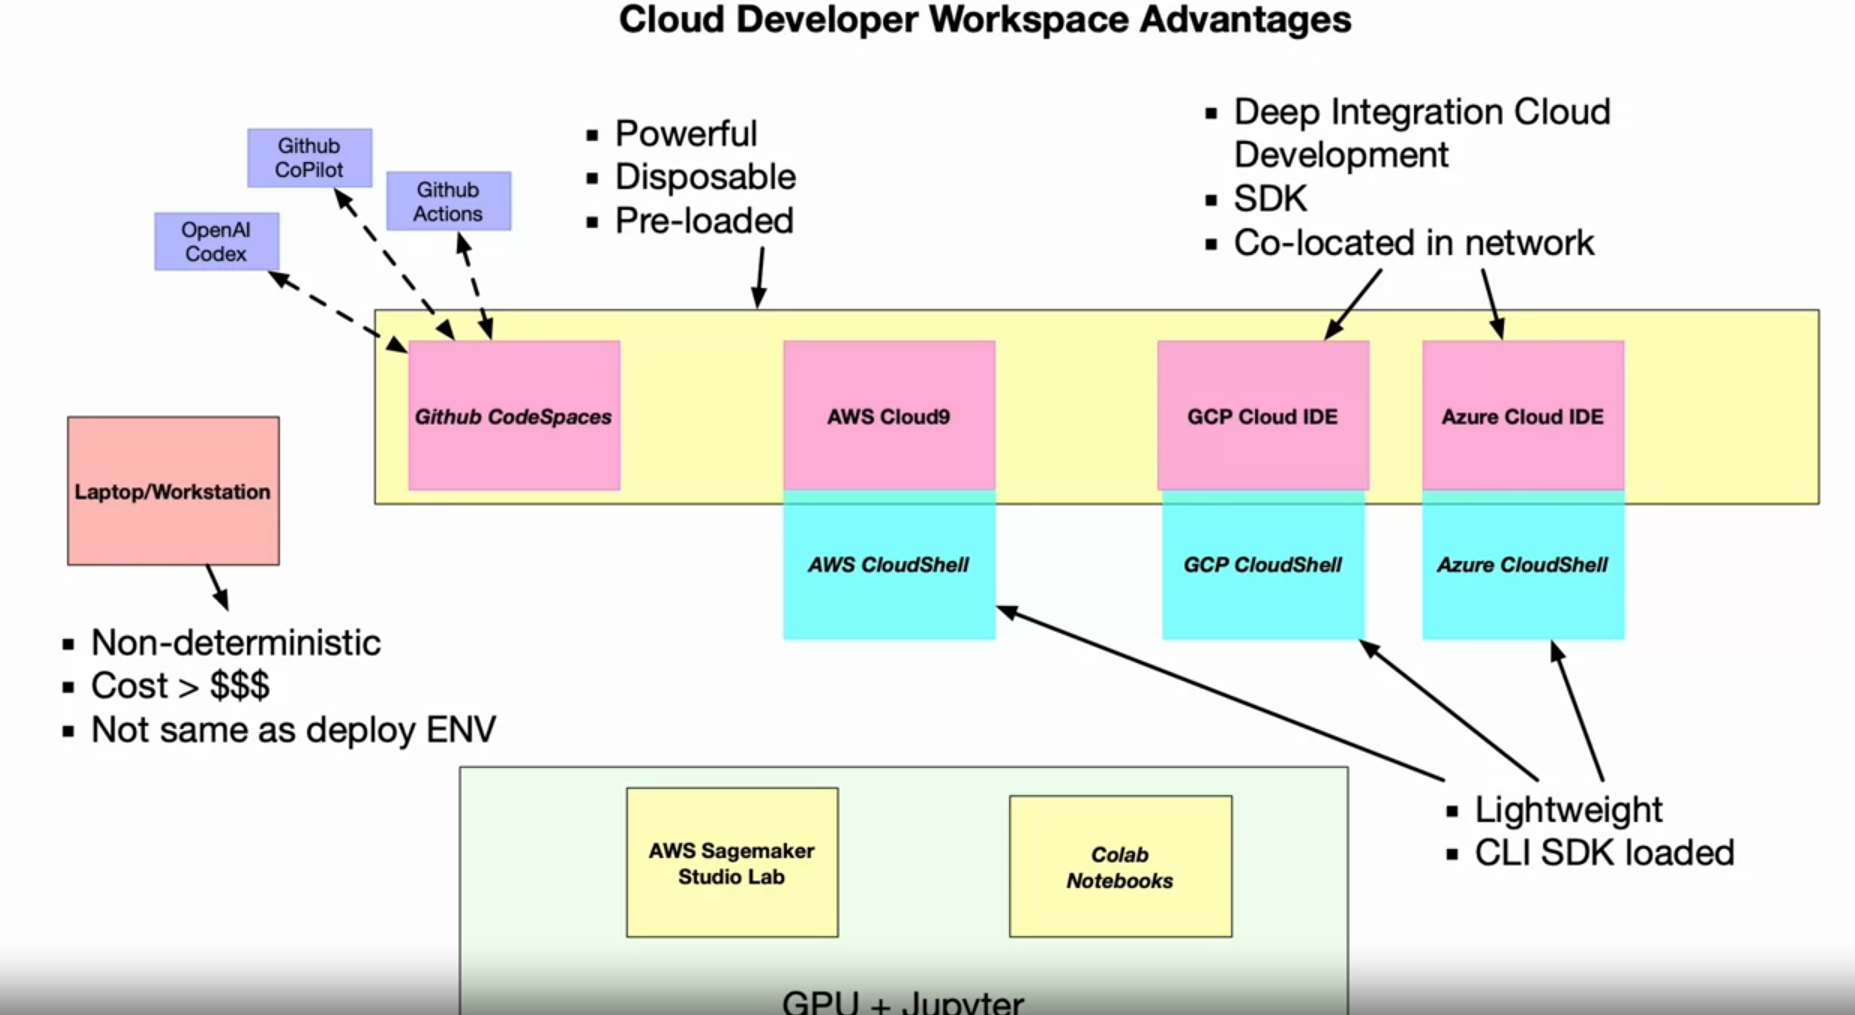 Cloud Developer Workspace Advantages
Github
CoPilot
Github
Actions
OpenAI
Codex
▪ Powerful
▪ Disposable
▪ Pre-loaded
▪ Deep Integration Cloud
Development
▪ SDK
▪ Co-located in network
Github CodeSpaces
AWS Cloud9
GCP Cloud IDE
Azure Cloud IDE
Laptop/Workstation
AWS CloudShell
GCP CloudShell
Azure CloudShell
▪ Non-deterministic
▪ Cost > $$$
▪ Not same as deploy ENV
▪ Lightweight
▪ CLI SDK loaded
AWS Sagemaker
Studio Lab
Colab
Notebooks
GPU + Jupyter